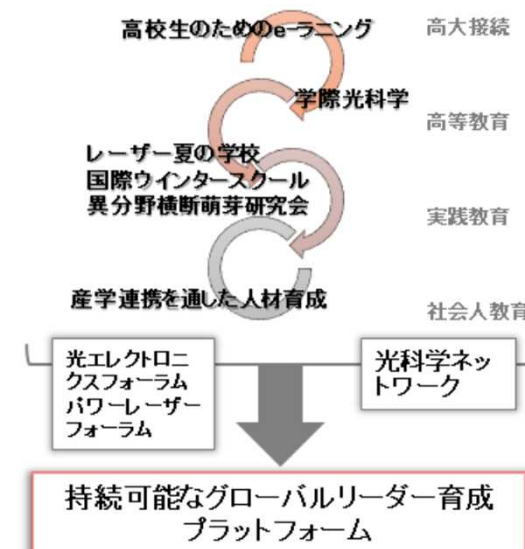 高校生のためのe-ラニング
高大接続
学際光科学
高等教育
レーザー夏の学校
国際ウインタースクール
異分野横断萌芽研究会
実践教育
産学連携を通した人材育成
社会人教育
光エレクトロニ
クスフォーラム
パワーレーザー
フォーラム
光科学ネッ
トワーク
持続可能なグローバルリーダー育成
プラットフォーム